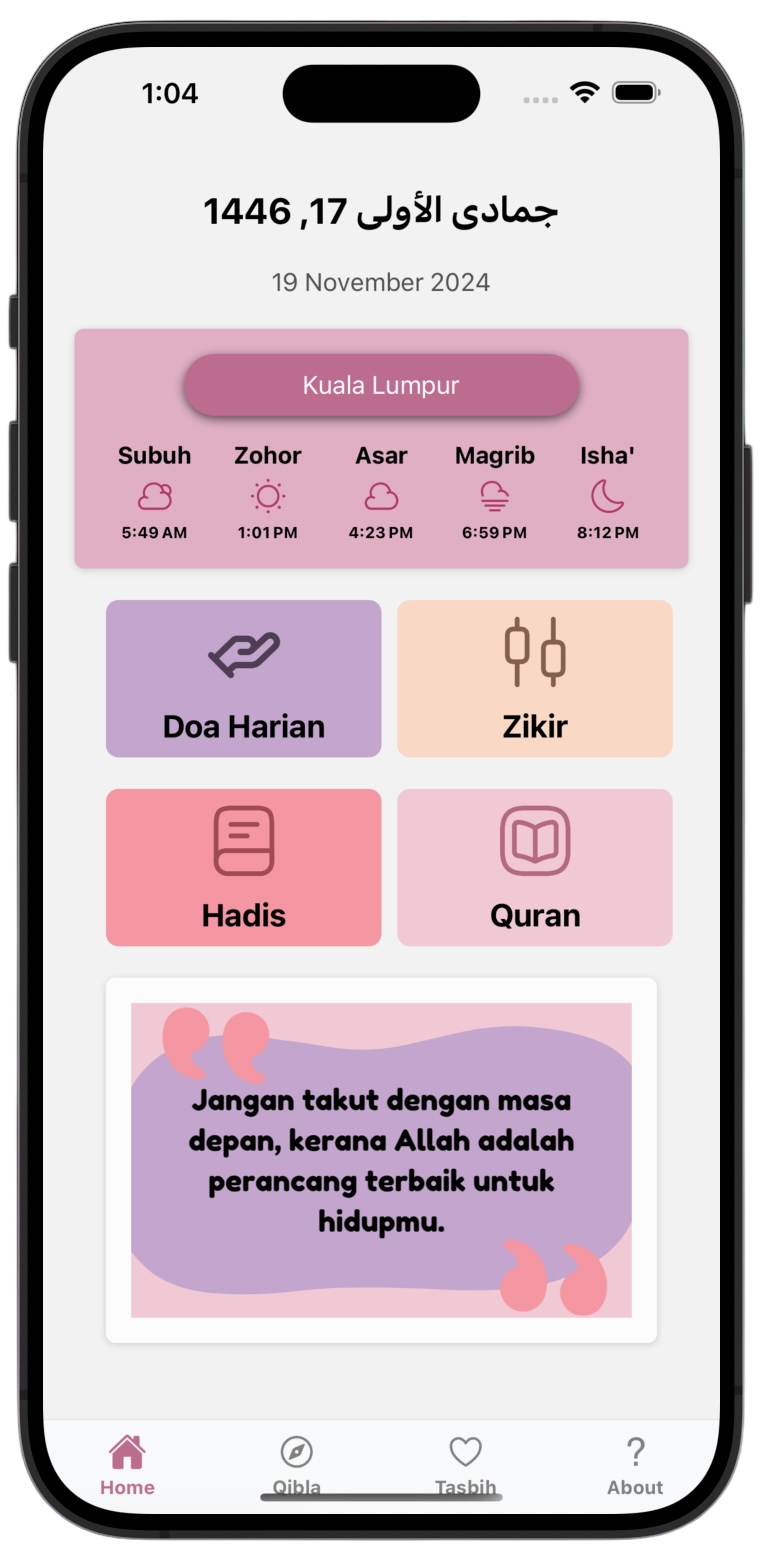 1:04
جمادى الأولى 17, 1446
19 November 2024
Kuala Lumpur
Subuh Zohor Asar Magrib Isha'
5:49 AM 1:01 PM 4:23 PM 6:59 PM 8:12 PM
Doa Harian Zikir
Hadis Quran
Jangan takut dengan masa
depan, kerana Allah adalah
perancang terbaik untuk
hidupmu.
Home Qibla Tasbih About